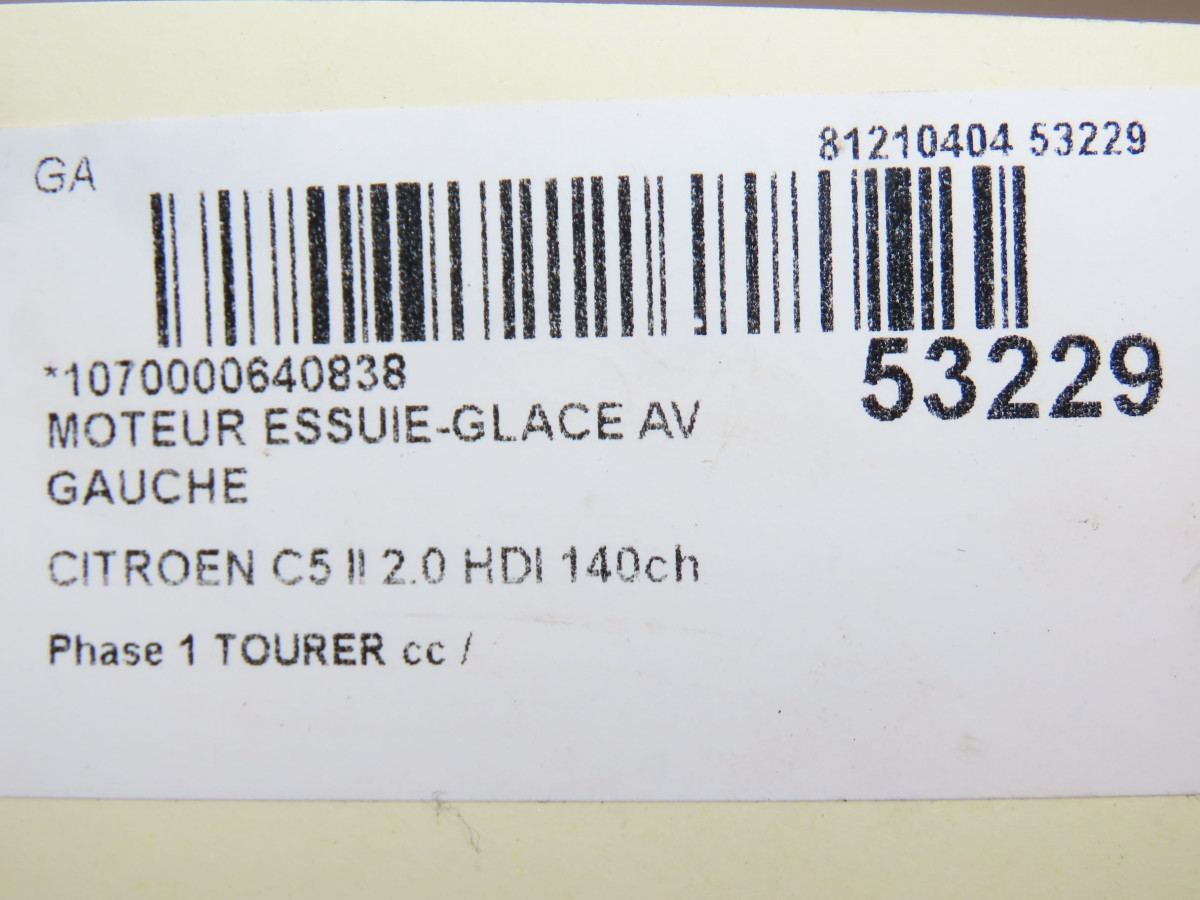 GA
81210404 53229
*1070000640838
53229
MOTEUR ESSUIE-GLACE AV
GAUCHE
CITROEN C5 II 2.0 HDI 140ch
Phase 1 TOURER cc /